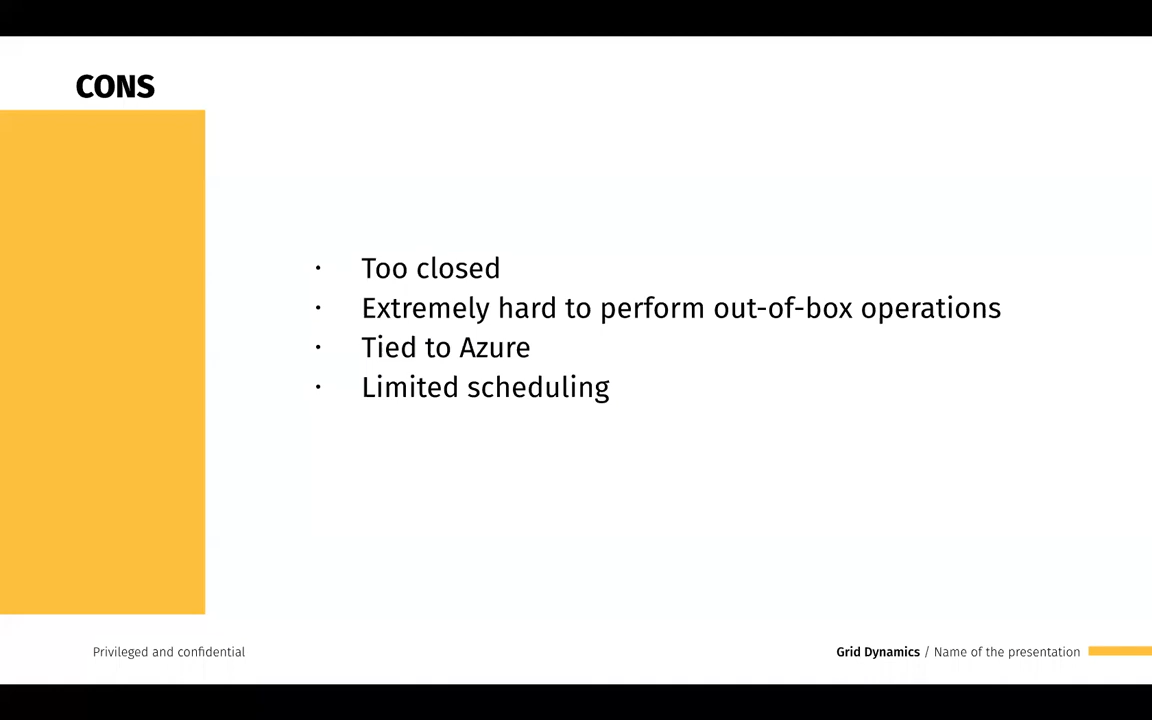 CONS
· Too closed
· Extremely hard to perform out-of-box operations
· Tied to Azure
· Limited scheduling
Privileged and confidential
Grid Dynamics / Name of the presentation